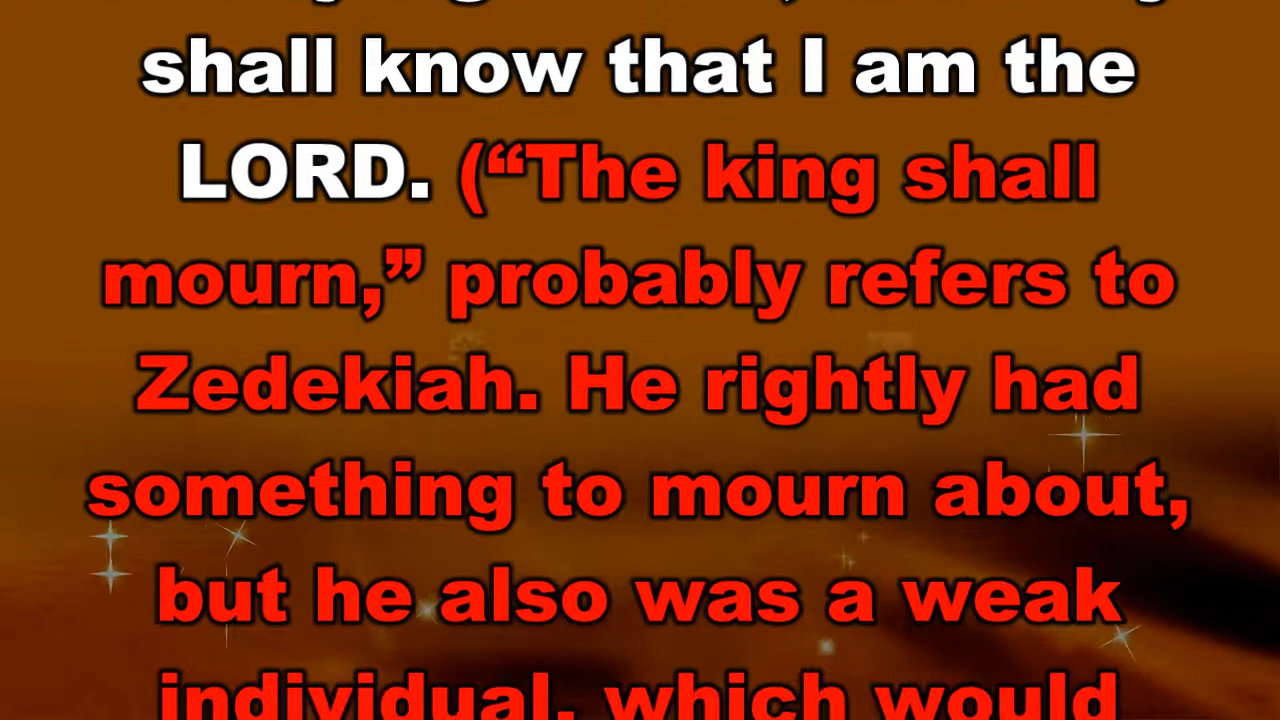 shall know that I am the
LORD. (“The king shall
mourn,” probably refers to
Zedekiah. He rightly had
something to mourn about,
but he also was a weak
individual, which would